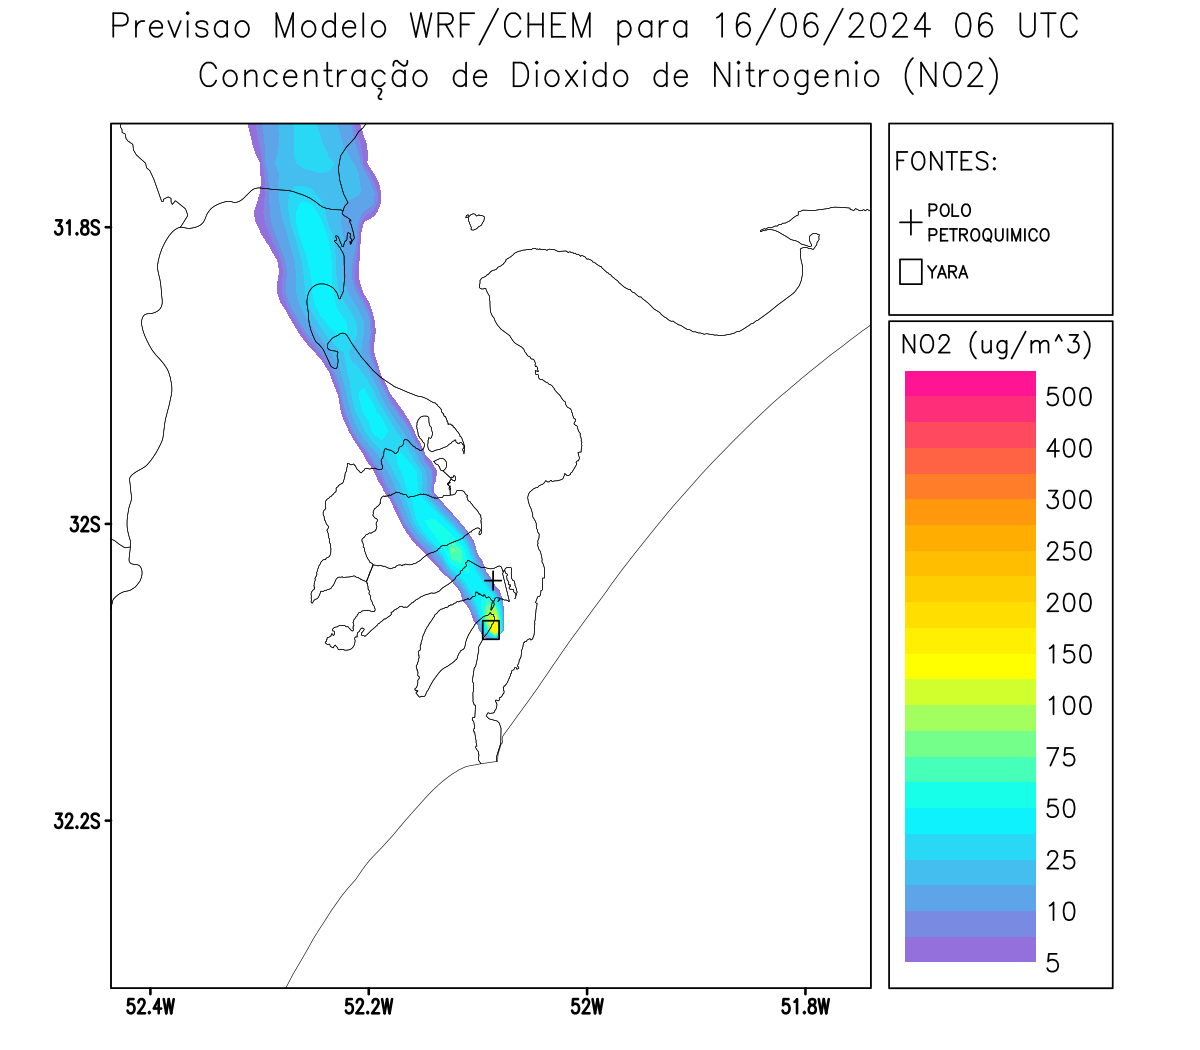 Previsao Modelo WRF/CHEM para 16/06/2024 06 UTC
Concentração de Dioxido de Nitrogenio (NO2)
FONTES:
POLO
PETROQUIMICO
YARA
NO2 (ug/m^3)
500
400
300
250
200
150
100
75
50
25
10
5
31.8S
32S
32.2S
52.4W
52.2W
52W
51.8W